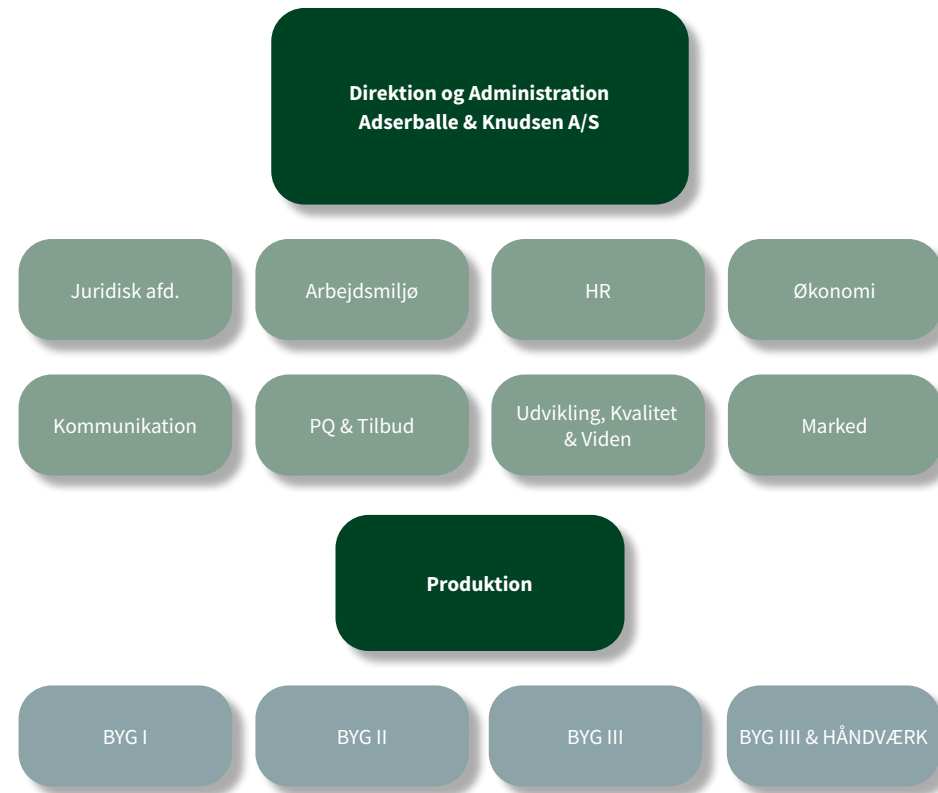 Direktion og Administration
Adserballe & Knudsen A/S
Juridisk afd.
Arbejdsmiljø
HR
Økonomi
Kommunikation
PQ & Tilbud
Udvikling, Kvalitet
& Viden
Marked
Produktion
BYG I
BYG II
BYG III
BYG IIII & HÅNDVÆRK